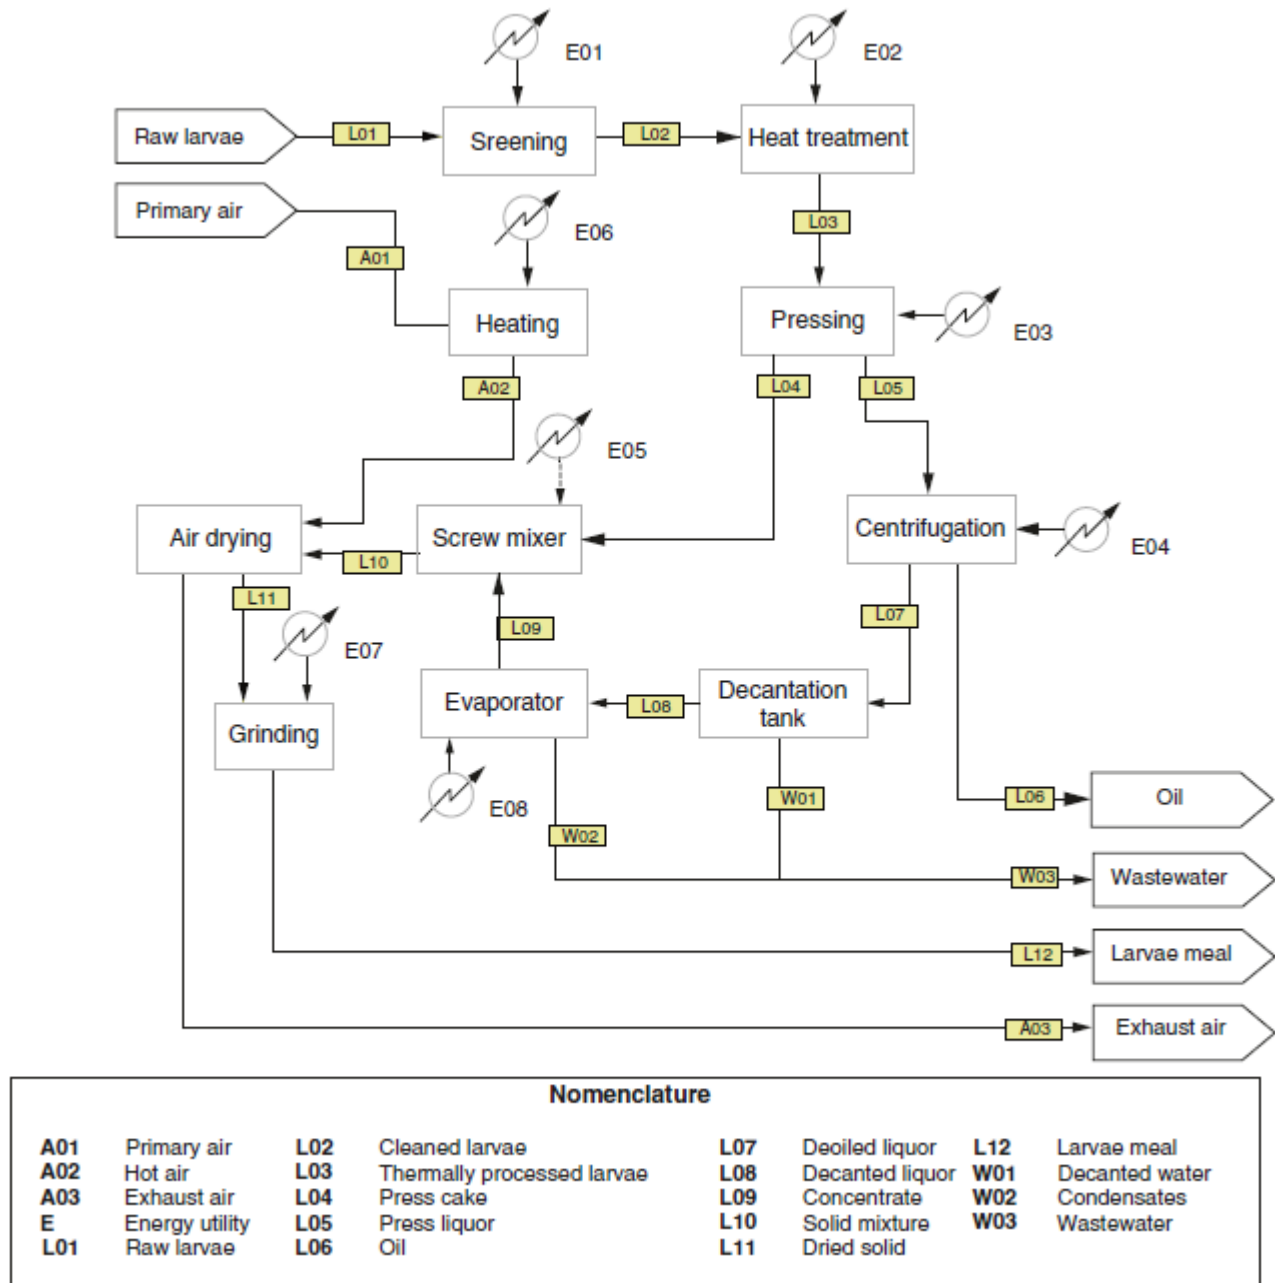 E01
E02
Raw larvae
L01
Sreening
L02
Heat treatment
Primary air
E06
L03
A01
Heating
Pressing
E03
A02
L04
L05
E05
Air drying
Screw mixer
Centrifugation
E04
L10
L11
L07
L09
E07
Evaporator
L08
Decantation
tank
Grinding
E08
W01
L06
Oil
W02
W03
Wastewater
L12
Larvae meal
A03
Exhaust air
Nomenclature
A01 Primary air L02 Cleaned larvae L07 Deoiled liquor L12 Larvae meal
A02 Hot air L03 Thermally processed larvae L08 Decanted liquor W01 Decanted water
A03 Exhaust air L04 Press cake L09 Concentrate W02 Condensates
E Energy utility L05 Press liquor L10 Solid mixture W03 Wastewater
L01 Raw larvae L06 Oil L11 Dried solid